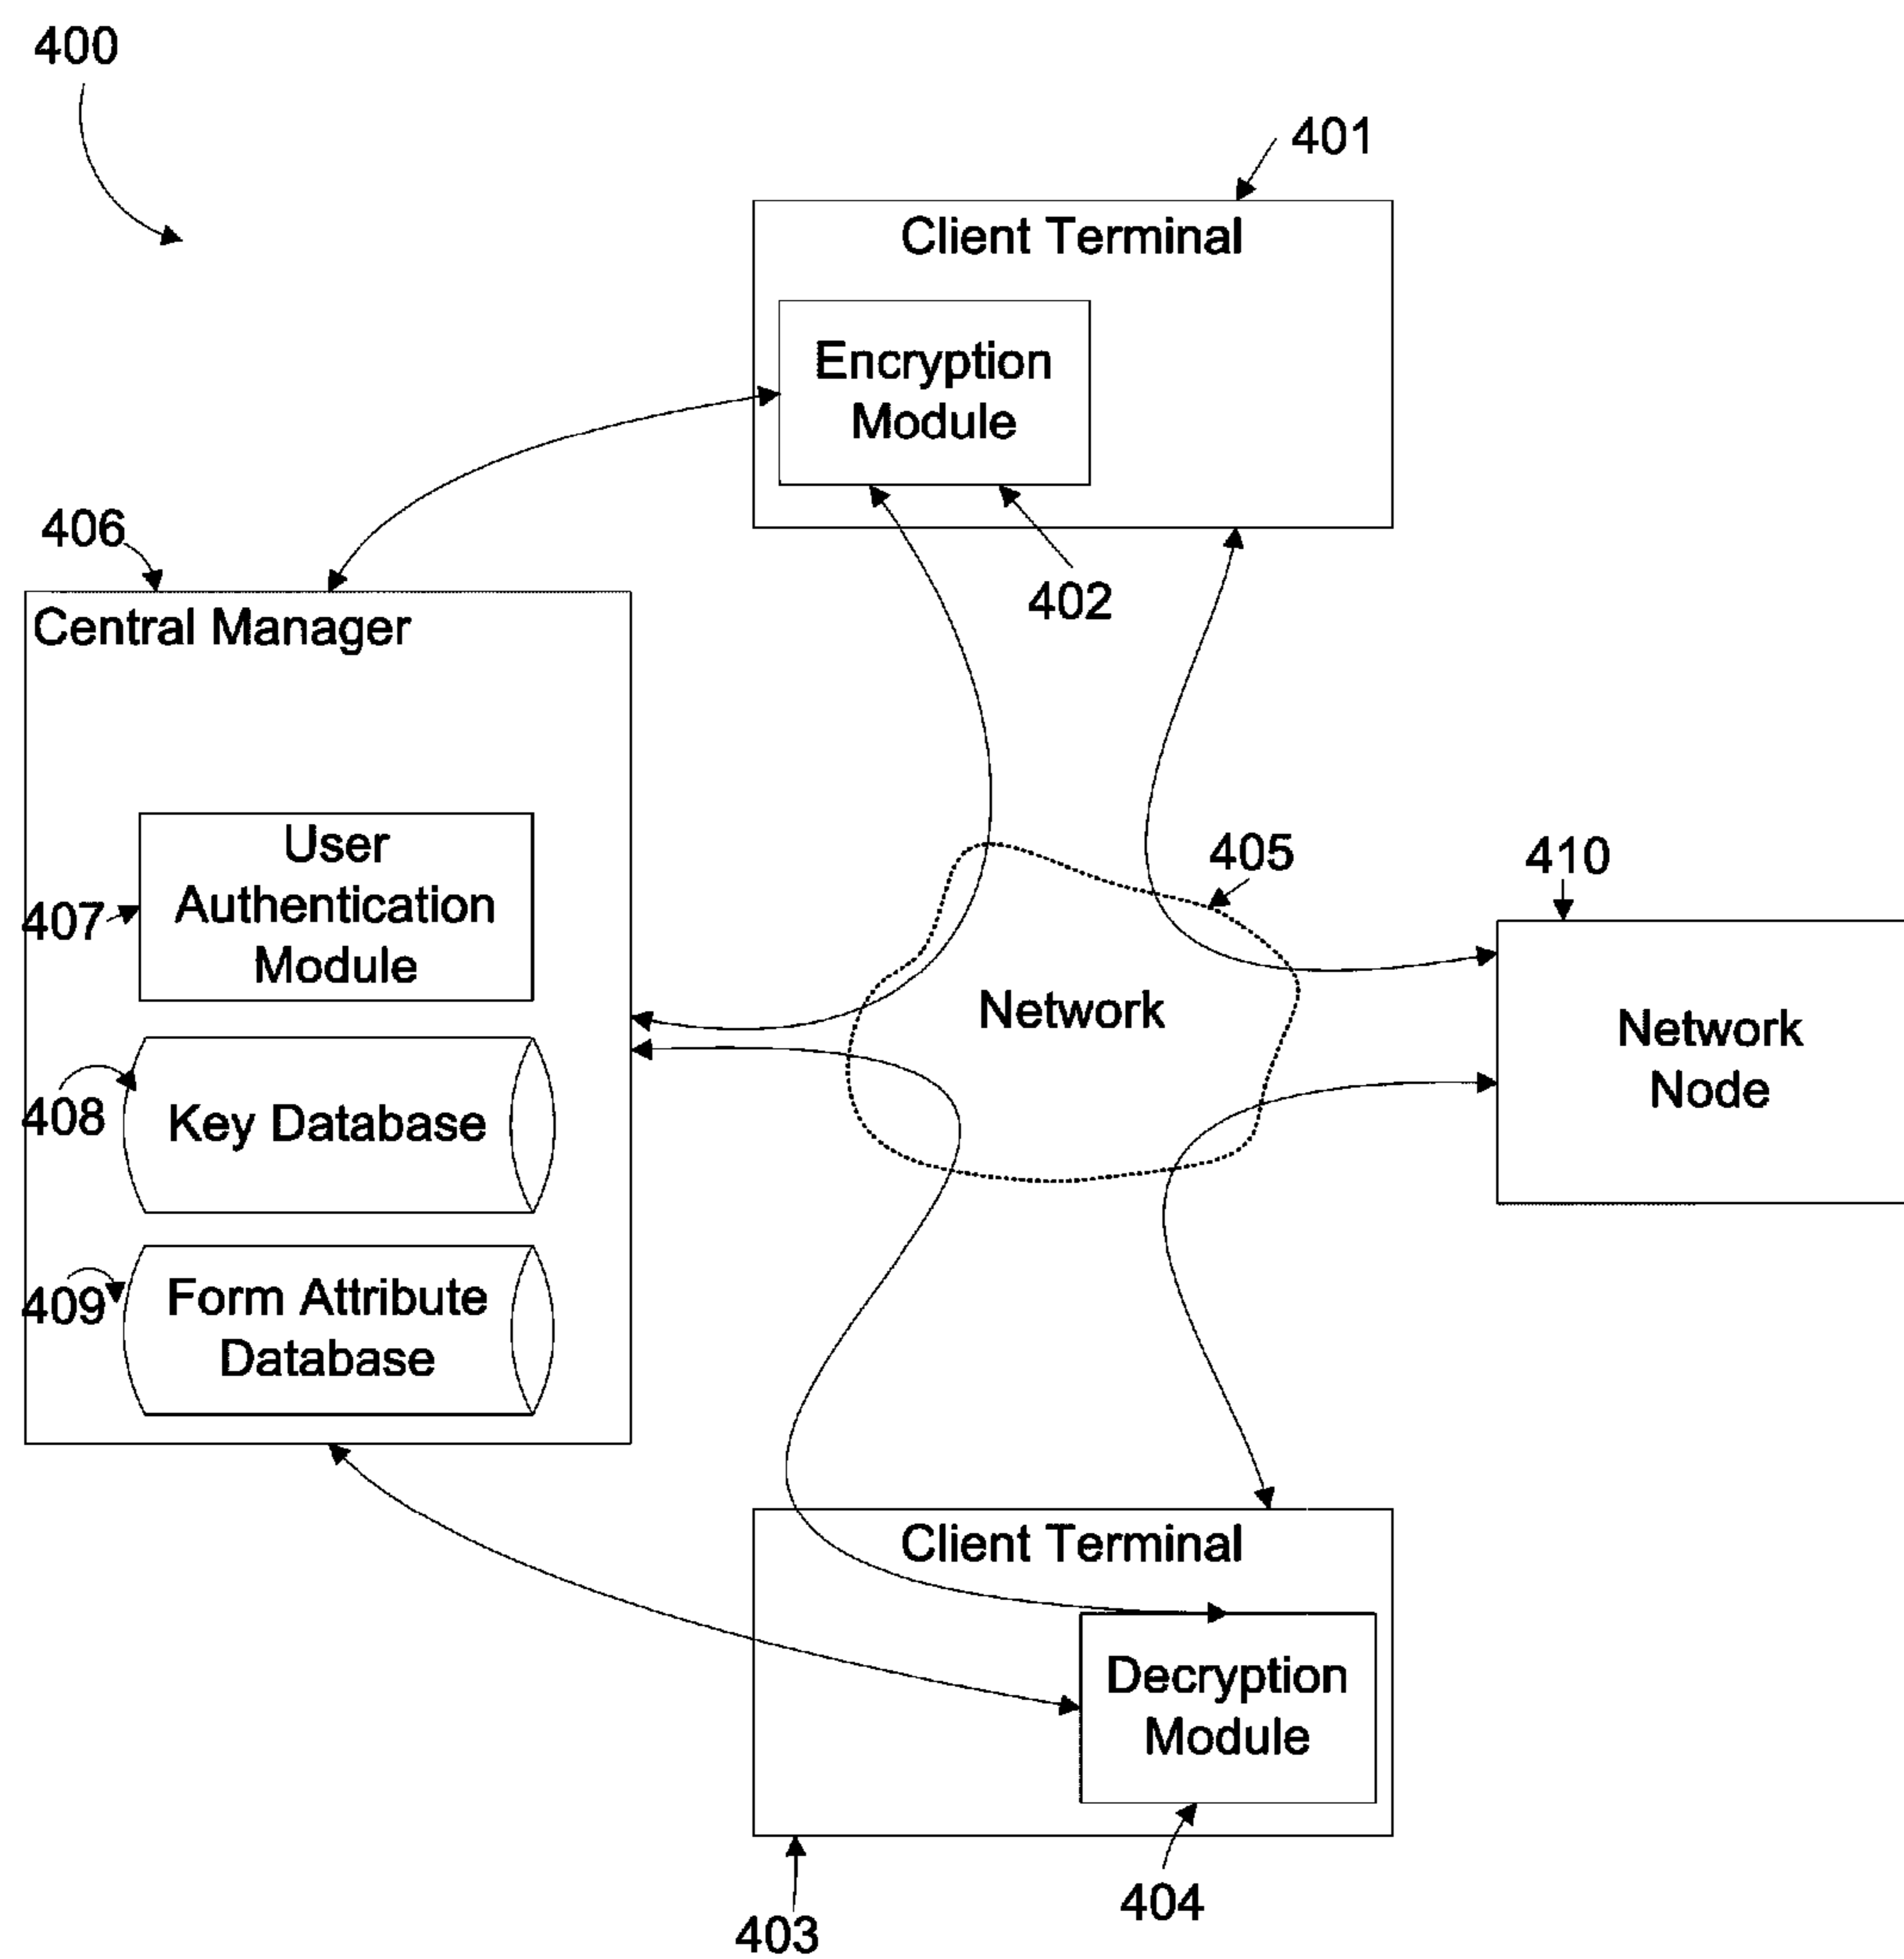 400
401
Client Terminal
Encryption
Module
402
406
Central Manager
User
Authentication
Module
407
408
Key Database
409
Form Attribute
Database
405
Network
410
Network
Node
Client Terminal
Decryption
Module
404
403